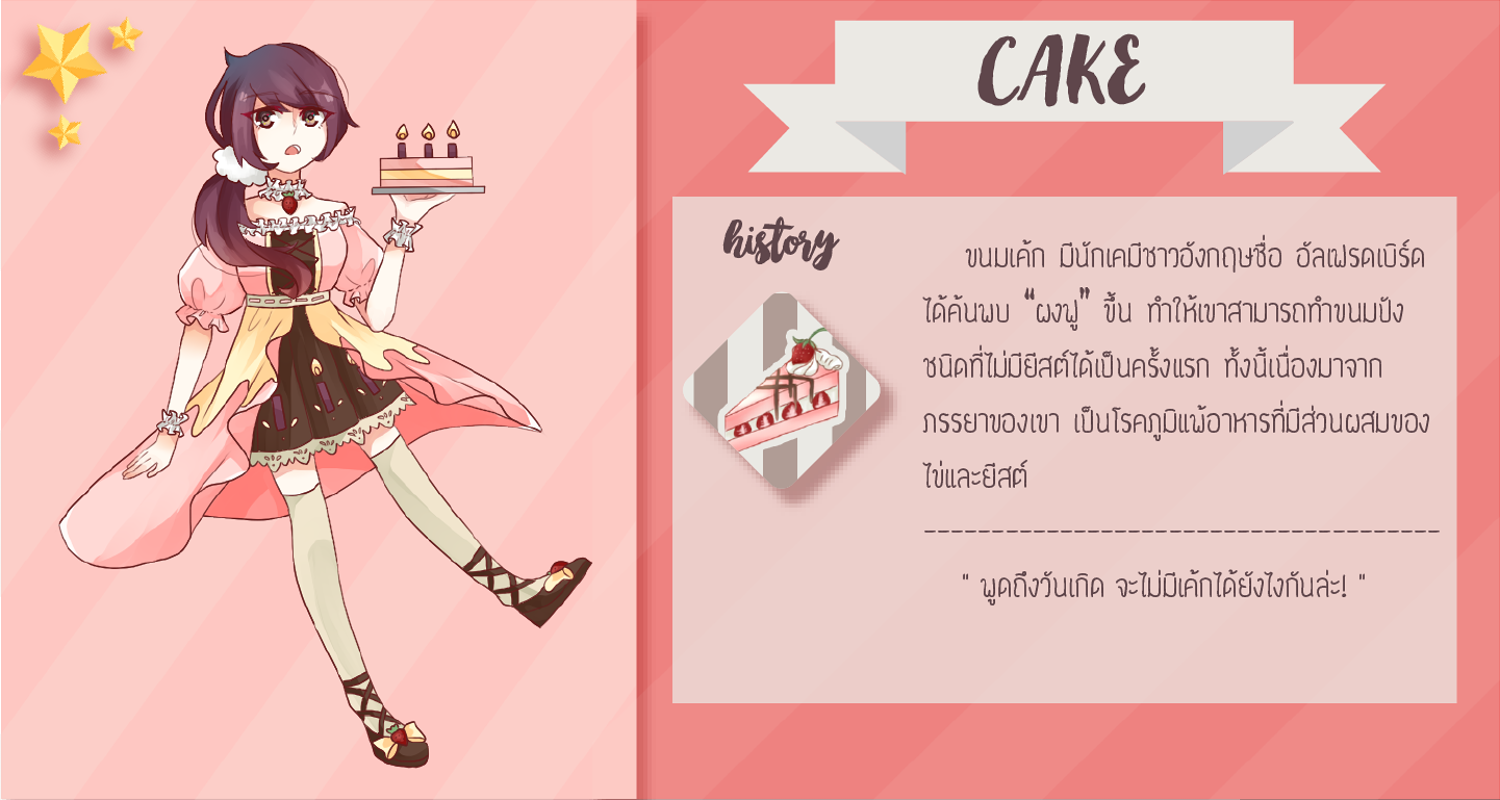 CAKE
history
ขนมเค้ก มีนักเคมีชาวอังกฤษชื่อ อัลเฟรดเบิร์ด
ได้ค้นพบ “ผงฟู” ขึ้น ทำให้เขาสามารถทำขนมปัง
ชนิดที่ไม่มียีสต์ได้เป็นครั้งแรก ทั้งนี้เนื่องมาจาก
ภรรยาของเขา เป็นโรคภูมิแพ้อาหารที่มีส่วนผสมของ
ไข่และยีสต์
" พูดถึงวันเกิด จะไม่มีเค้กได้ยังไงกันล่ะ! "